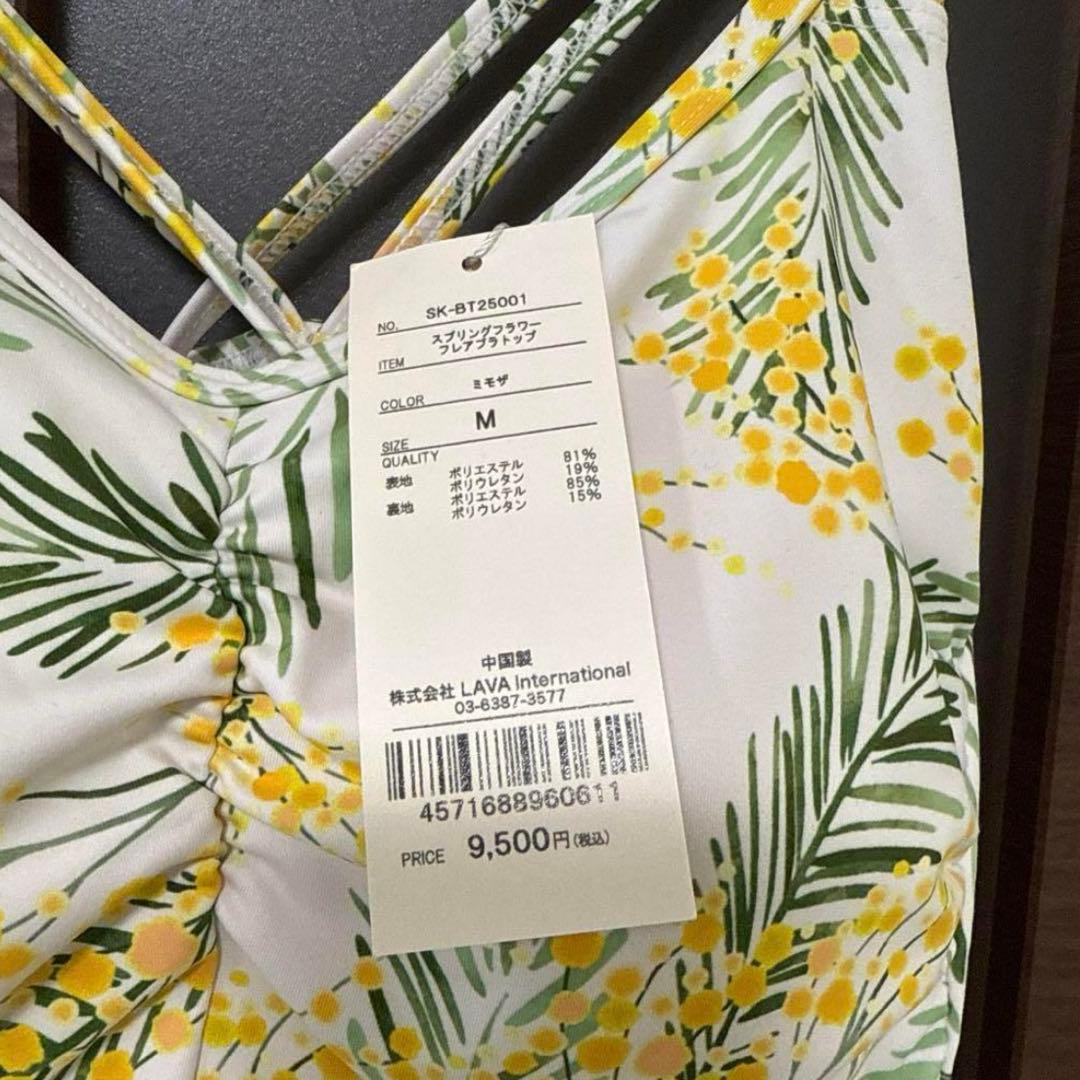 NO. SK-BT25001
スプリングフラワー
ITEM フレアブラトップ
COLOR ミモザ
SIZE M
QUALITY
表地 ポリエステル 81%
ポリウレタン 19%
裏地 ポリエステル 85%
ポリウレタン 15%
中国製
株式会社 LAVA International
03-6387-3577
4571688960611
PRICE 9,500円(税込)